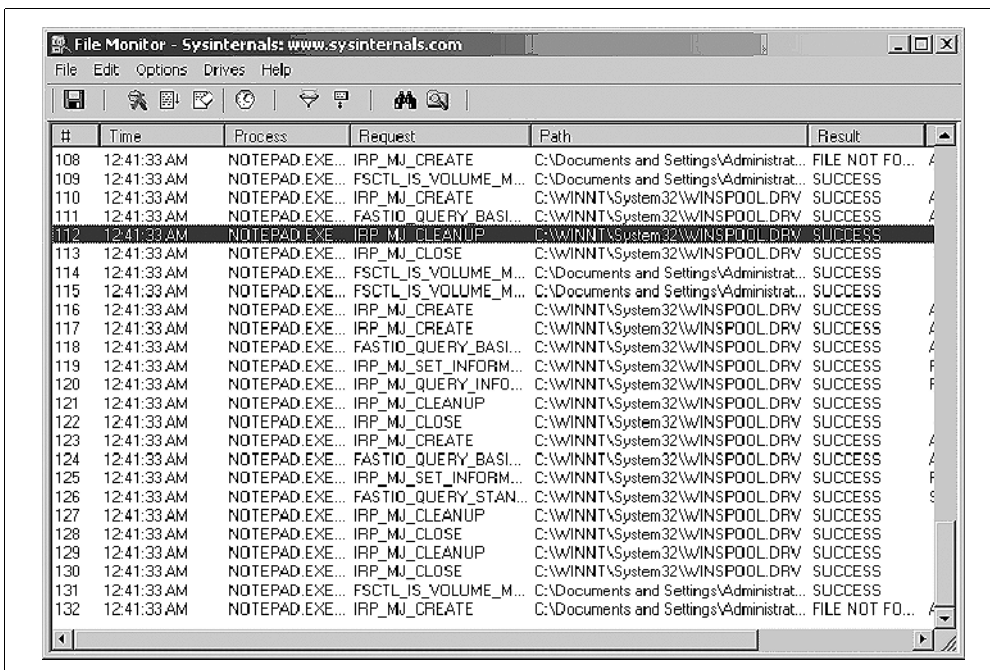 File Monitor - Sysinternals: www.sysinternals.com
File Edit Options Drives Help
# Time Process Request Path Result
108 12:41:33 AM NOTEPAD.EXE... IRP_MJ_CREATE C:\Documents and Settings\Administrat... FILE NOT FO... A
109 12:41:33 AM NOTEPAD.EXE... FSCTL_IS_VOLUME_M... C:\Documents and Settings\Administrat... SUCCESS
110 12:41:33 AM NOTEPAD.EXE... IRP_MJ_CREATE C:\WINNT\System32\WINSPOOL.DRV SUCCESS A
111 12:41:33 AM NOTEPAD.EXE... FASTIO_QUERY_BASI... C:\WINNT\System32\WINSPOOL.DRV SUCCESS A
112 12:41:33 AM NOTEPAD.EXE... IRP_MJ_CLEANUP C:\WINNT\System32\WINSPOOL.DRV SUCCESS
113 12:41:33 AM NOTEPAD.EXE... IRP_MJ_CLOSE C:\WINNT\System32\WINSPOOL.DRV SUCCESS
114 12:41:33 AM NOTEPAD.EXE... FSCTL_IS_VOLUME_M... C:\Documents and Settings\Administrat... SUCCESS
115 12:41:33 AM NOTEPAD.EXE... FSCTL_IS_VOLUME_M... C:\Documents and Settings\Administrat... SUCCESS
116 12:41:33 AM NOTEPAD.EXE... IRP_MJ_CREATE C:\WINNT\System32\WINSPOOL.DRV SUCCESS A
117 12:41:33 AM NOTEPAD.EXE... IRP_MJ_CREATE C:\WINNT\System32\WINSPOOL.DRV SUCCESS A
118 12:41:33 AM NOTEPAD.EXE... FASTIO_QUERY_BASI... C:\WINNT\System32\WINSPOOL.DRV SUCCESS A
119 12:41:33 AM NOTEPAD.EXE... IRP_MJ_SET_INFORM... C:\WINNT\System32\WINSPOOL.DRV SUCCESS F
120 12:41:33 AM NOTEPAD.EXE... IRP_MJ_QUERY_INFO... C:\WINNT\System32\WINSPOOL.DRV SUCCESS F
121 12:41:33 AM NOTEPAD.EXE... IRP_MJ_CLEANUP C:\WINNT\System32\WINSPOOL.DRV SUCCESS
122 12:41:33 AM NOTEPAD.EXE... IRP_MJ_CLOSE C:\WINNT\System32\WINSPOOL.DRV SUCCESS
123 12:41:33 AM NOTEPAD.EXE... IRP_MJ_CREATE C:\WINNT\System32\WINSPOOL.DRV SUCCESS A
124 12:41:33 AM NOTEPAD.EXE... FASTIO_QUERY_BASI... C:\WINNT\System32\WINSPOOL.DRV SUCCESS A
125 12:41:33 AM NOTEPAD.EXE... IRP_MJ_SET_INFORM... C:\WINNT\System32\WINSPOOL.DRV SUCCESS F
126 12:41:33 AM NOTEPAD.EXE... FASTIO_QUERY_STAN... C:\WINNT\System32\WINSPOOL.DRV SUCCESS S
127 12:41:33 AM NOTEPAD.EXE... IRP_MJ_CLEANUP C:\WINNT\System32\WINSPOOL.DRV SUCCESS
128 12:41:33 AM NOTEPAD.EXE... IRP_MJ_CLOSE C:\WINNT\System32\WINSPOOL.DRV SUCCESS
129 12:41:33 AM NOTEPAD.EXE... IRP_MJ_CLEANUP C:\WINNT\System32\WINSPOOL.DRV SUCCESS
130 12:41:33 AM NOTEPAD.EXE... IRP_MJ_CLOSE C:\WINNT\System32\WINSPOOL.DRV SUCCESS
131 12:41:33 AM NOTEPAD.EXE... FSCTL_IS_VOLUME_M... C:\Documents and Settings\Administrat... SUCCESS
132 12:41:33 AM NOTEPAD.EXE... IRP_MJ_CREATE C:\Documents and Settings\Administrat... FILE NOT FO... A